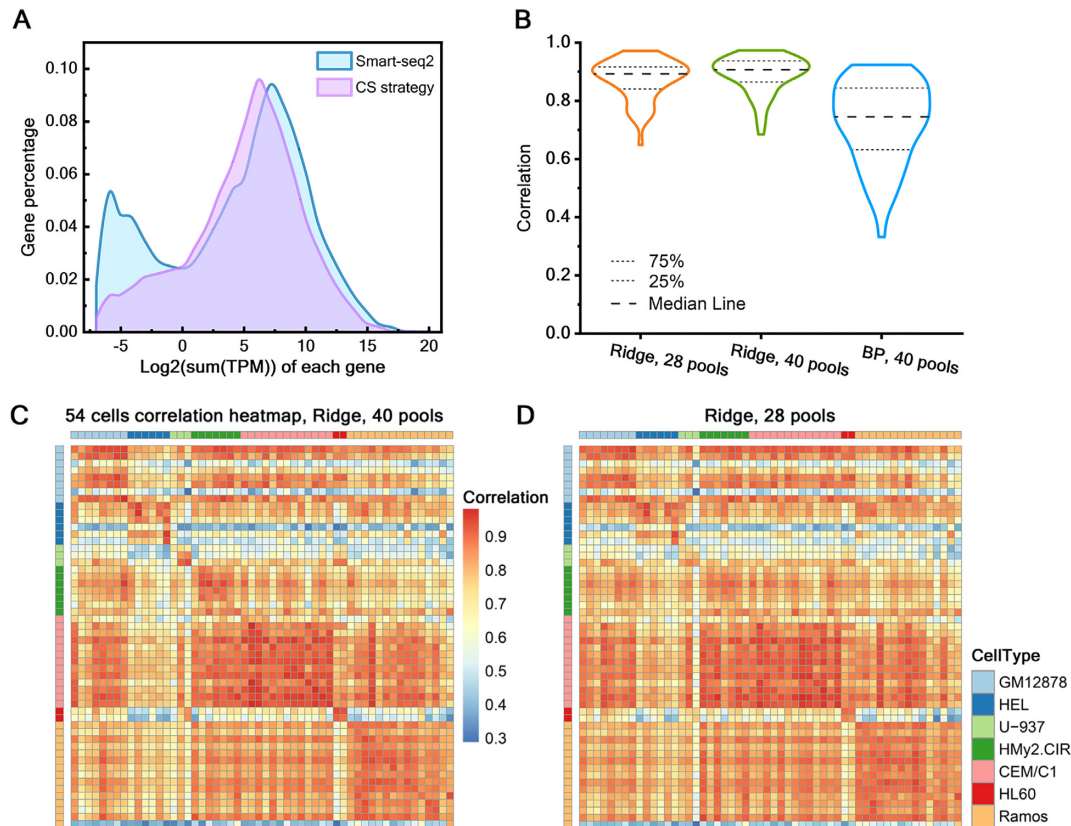 A
Smart-seq2
CS strategy
Gene percentage
0.10
0.08
0.06
0.04
0.02
0.00
-5 0 5 10 15 20
Log2(sum(TPM)) of each gene
B
Correlation
1.0
0.8
0.6
0.4
0.2
0.0
75%
25%
Median Line
Ridge, 28 pools
Ridge, 40 pools
BP, 40 pools
C
54 cells correlation heatmap, Ridge, 40 pools
Correlation
0.9
0.8
0.7
0.6
0.5
0.4
0.3
D
Ridge, 28 pools
CellType
GM12878
HEL
U-937
HMy2.CIR
CEM/C1
HL60
Ramos